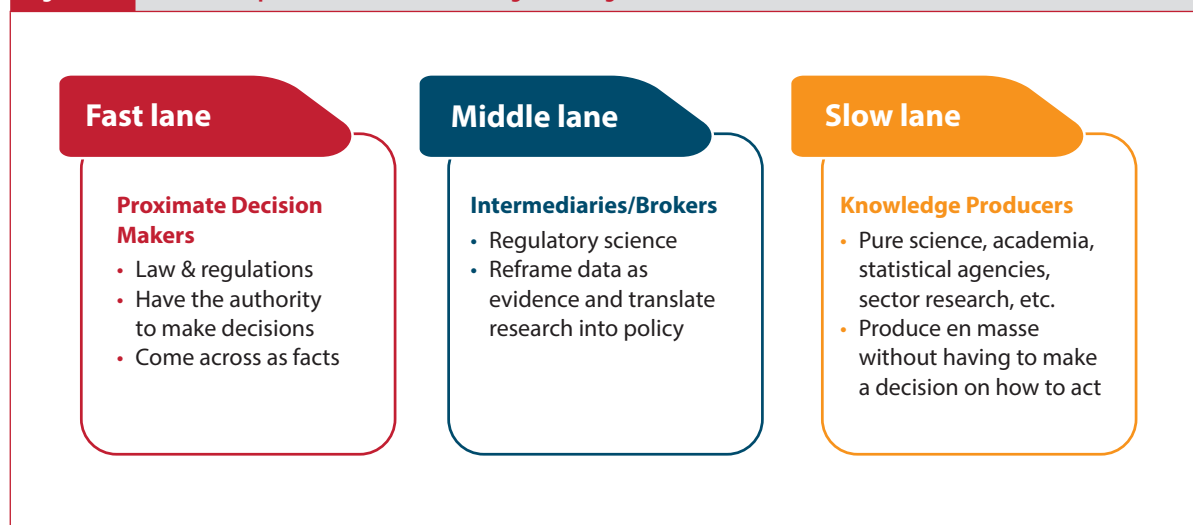 Fast lane
Proximate Decision
Makers
• Law & regulations
• Have the authority
to make decisions
• Come across as facts
Middle lane
Intermediaries/Brokers
• Regulatory science
• Reframe data as
evidence and translate
research into policy
Slow lane
Knowledge Producers
• Pure science, academia,
statistical agencies,
sector research, etc.
• Produce en masse
without having to make
a decision on how to act